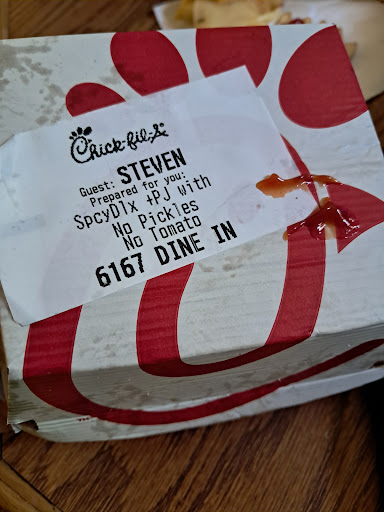 Chick-fil-A
Guest: STEVEN
Prepared for you:
SpcyDlx +PJ with
No Pickles
No Tomato
6167 DINE IN